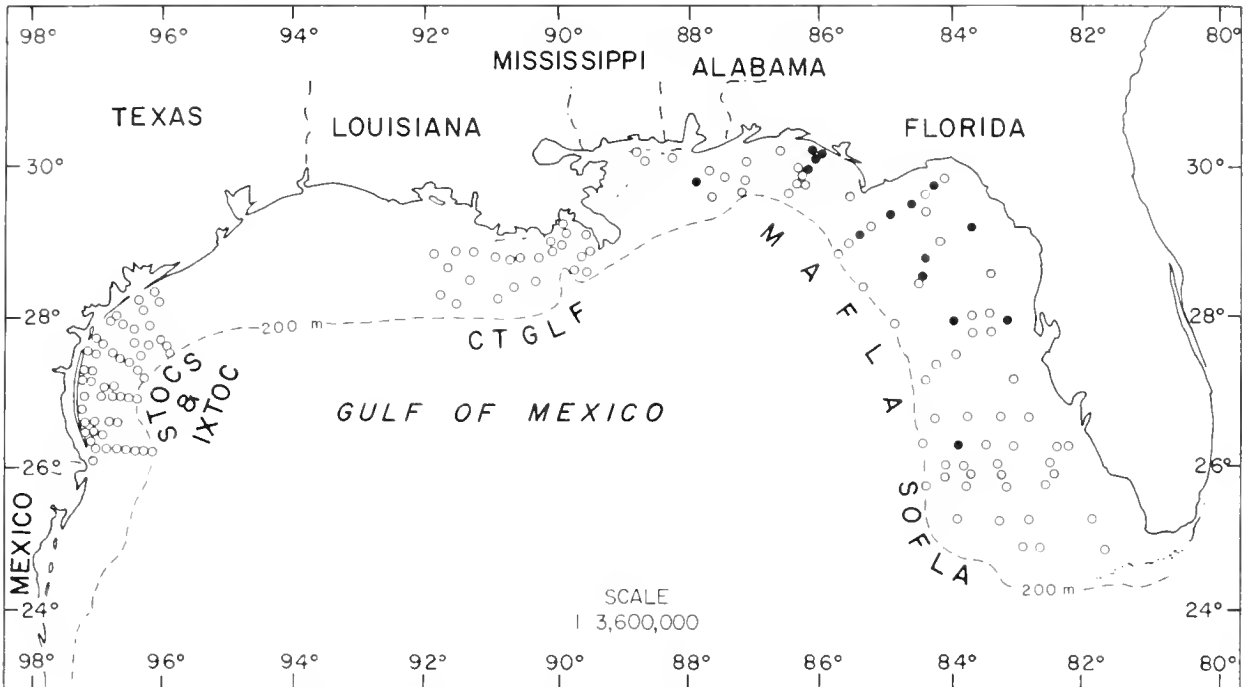 98° 96° 94° 92° 90° 88° 86° 84° 82° 80°
MISSISSIPPI
ALABAMA
TEXAS
LOUISIANA
FLORIDA
30°
30°
MAFLA
28°
200 m
28°
CTGLF
STOCS
&
IXTOC
GULF OF MEXICO
26°
26°
SOFLA
MEXICO
200 m
24°
SCALE
1 3,600,000
24°
98° 96° 94° 92° 90° 88° 86° 84° 82° 80°